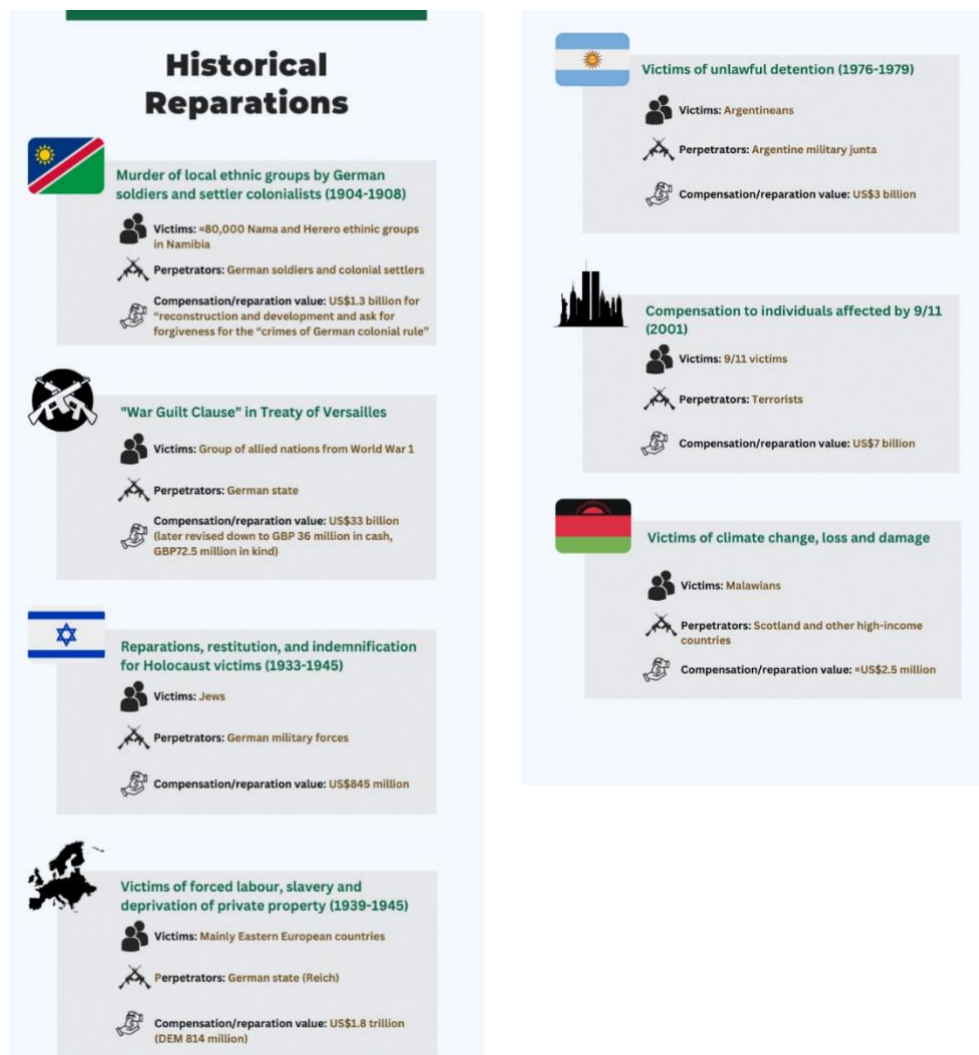 Historical
Reparations
Murder of local ethnic groups by German
soldiers and settler colonialists (1904-1908)
Victims: ≈80,000 Nama and Herero ethinic groups
in Namibia
Perpetrators: German soldiers and colonial settlers
Compensation/reparation value: US$1.3 billion for
“reconstruction and development and ask for
forgiveness for the “crimes of German colonial rule”
"War Guilt Clause" in Treaty of Versailles
Victims: Group of allied nations from World War 1
Perpetrators: German state
Compensation/reparation value: US$33 billion
(later revised down to GBP 36 million in cash,
GBP72.5 million in kind)
Reparations, restitution, and indemnification
for Holocaust victims (1933-1945)
Victims: Jews
Perpetrators: German military forces
Compensation/reparation value: US$845 million
Victims of forced labour, slavery and
deprivation of private property (1939-1945)
Victims: Mainly Eastern European countries
Perpetrators: German state (Reich)
Compensation/reparation value: US$1.8 trillion
(DEM 814 million)
Victims of unlawful detention (1976-1979)
Victims: Argentineans
Perpetrators: Argentine military junta
Compensation/reparation value: US$3 billion
Compensation to individuals affected by 9/11
(2001)
Victims: 9/11 victims
Perpetrators: Terrorists
Compensation/reparation value: US$7 billion
Victims of climate change, loss and damage
Victims: Malawians
Perpetrators: Scotland and other high-income
countries
Compensation/reparation value: ≈US$2.5 million